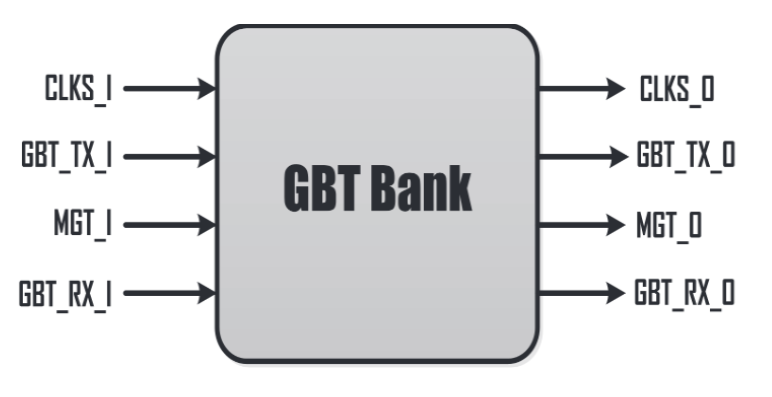 CLKS_I
CLKS_O
GBT_TX_I
GBT_TX_O
GBT Bank
MGT_I
MGT_O
GBT_RX_I
GBT_RX_O